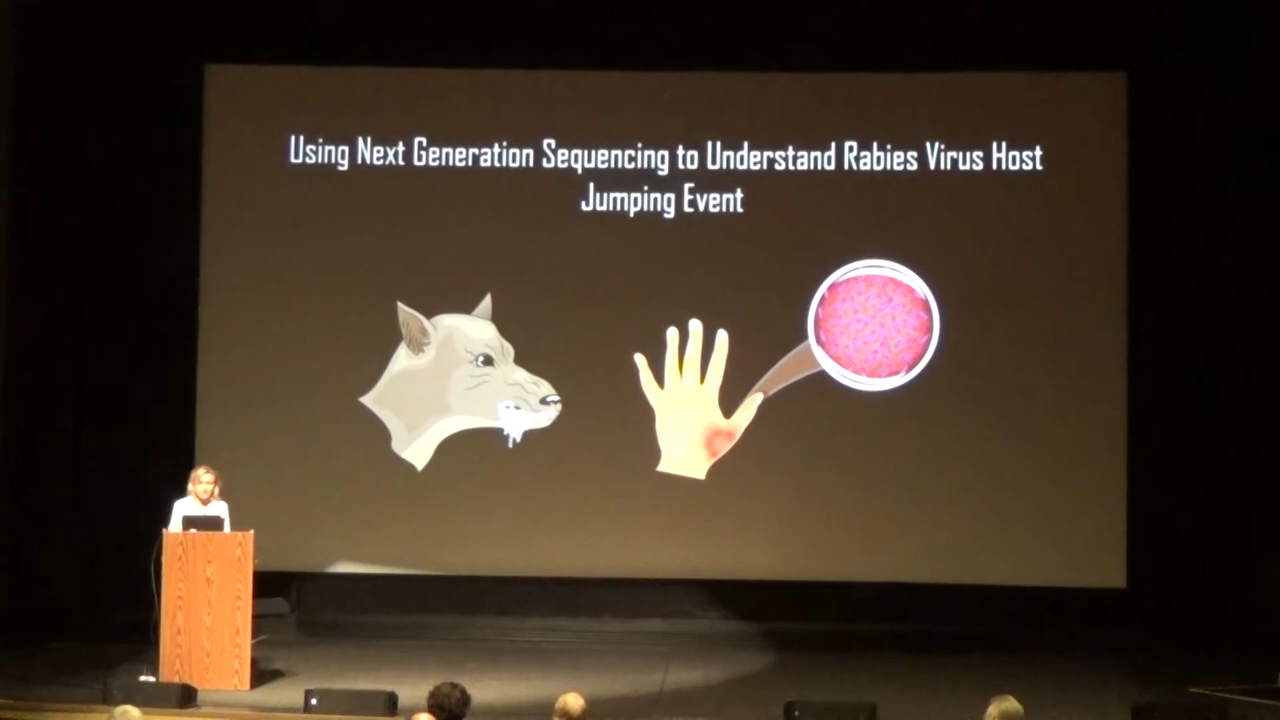 Using Next Generation Sequencing to Understand Rabies Virus Host
Jumping Event